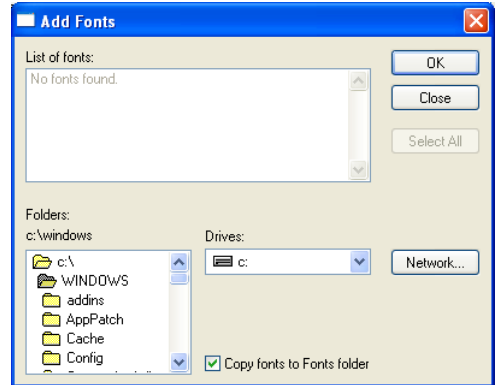 Add Fonts
List of fonts:
No fonts found.
OK
Close
Select All
Folders:
c:\windows
Drives:
c:\
WINDOWS
addins
AppPatch
Cache
Config
c:
Network...
Copy fonts to Fonts folder